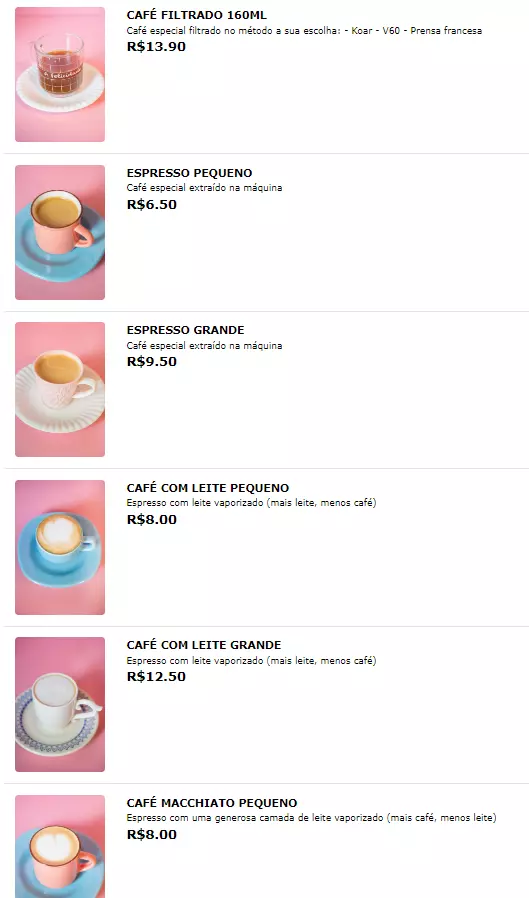 CAFÉ FILTRADO 160ML
Café especial filtrado no método a sua escolha: - Koar - V60 - Prensa francesa
R$13.90
ESPRESSO PEQUENO
Café especial extraído na máquina
R$6.50
ESPRESSO GRANDE
Café especial extraído na máquina
R$9.50
CAFÉ COM LEITE PEQUENO
Espresso com leite vaporizado (mais leite, menos café)
R$8.00
CAFÉ COM LEITE GRANDE
Espresso com leite vaporizado (mais leite, menos café)
R$12.50
CAFÉ MACCHIATO PEQUENO
Espresso com uma generosa camada de leite vaporizado (mais café, menos leite)
R$8.00